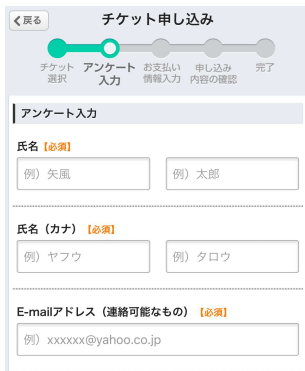 戻る
チケット申し込み
チケット
選択
アンケート
入力
お支払い
情報入力
申し込み
内容の確認
完了
アンケート入力
氏名【必須】
例）矢風
例）太郎
氏名（カナ）【必須】
例）ヤフウ
例）タロウ
E-mailアドレス（連絡可能なもの）【必須】
例）xxxxxx@yahoo.co.jp